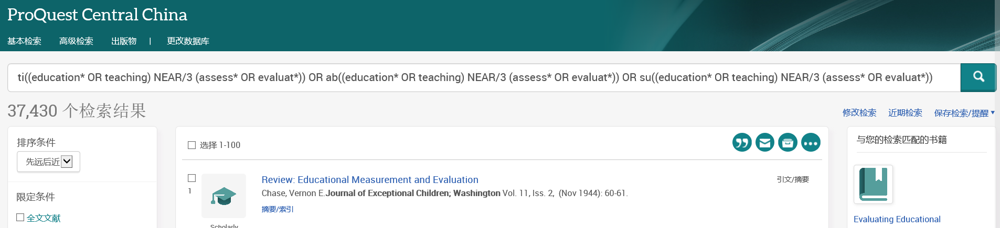 ProQuest Central China
基本检索 高级检索 出版物 | 更改数据库
ti((education* OR teaching) NEAR/3 (assess* OR evaluat*)) OR ab((education* OR teaching) NEAR/3 (assess* OR evaluat*)) OR su((education* OR teaching) NEAR/3 (assess* OR evaluat*))
37,430 个检索结果
修改检索 近期检索 保存检索/提醒
排序条件
先远后近
限定条件
全文文献
选择 1-100
1
Review: Educational Measurement and Evaluation
引文/摘要
Chase, Vernon E.Journal of Exceptional Children; Washington Vol. 11, Iss. 2, (Nov 1944): 60-61.
摘要/索引
Scholarly
与您的检索匹配的书籍
Evaluating Educational